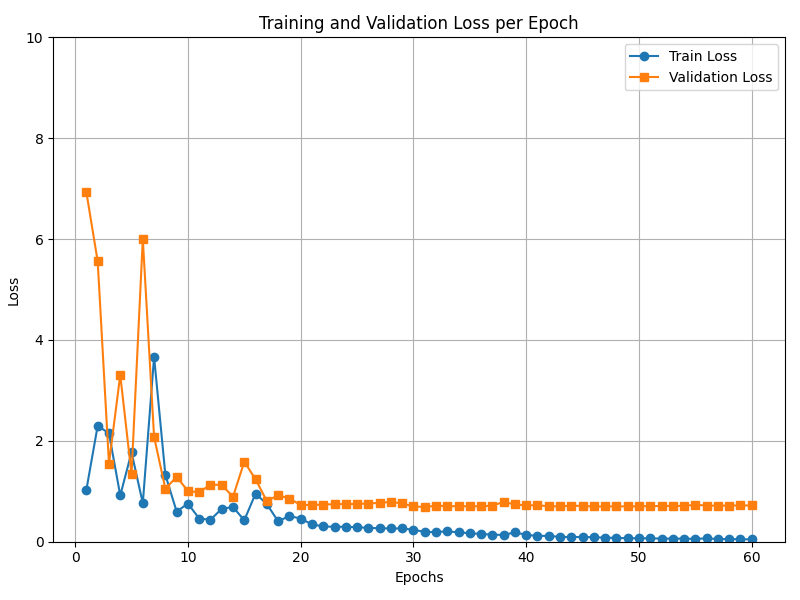 Training and Validation Loss per Epoch
Train Loss
Validation Loss
10
8
6
4
2
0
Loss
0 10 20 30 40 50 60
Epochs